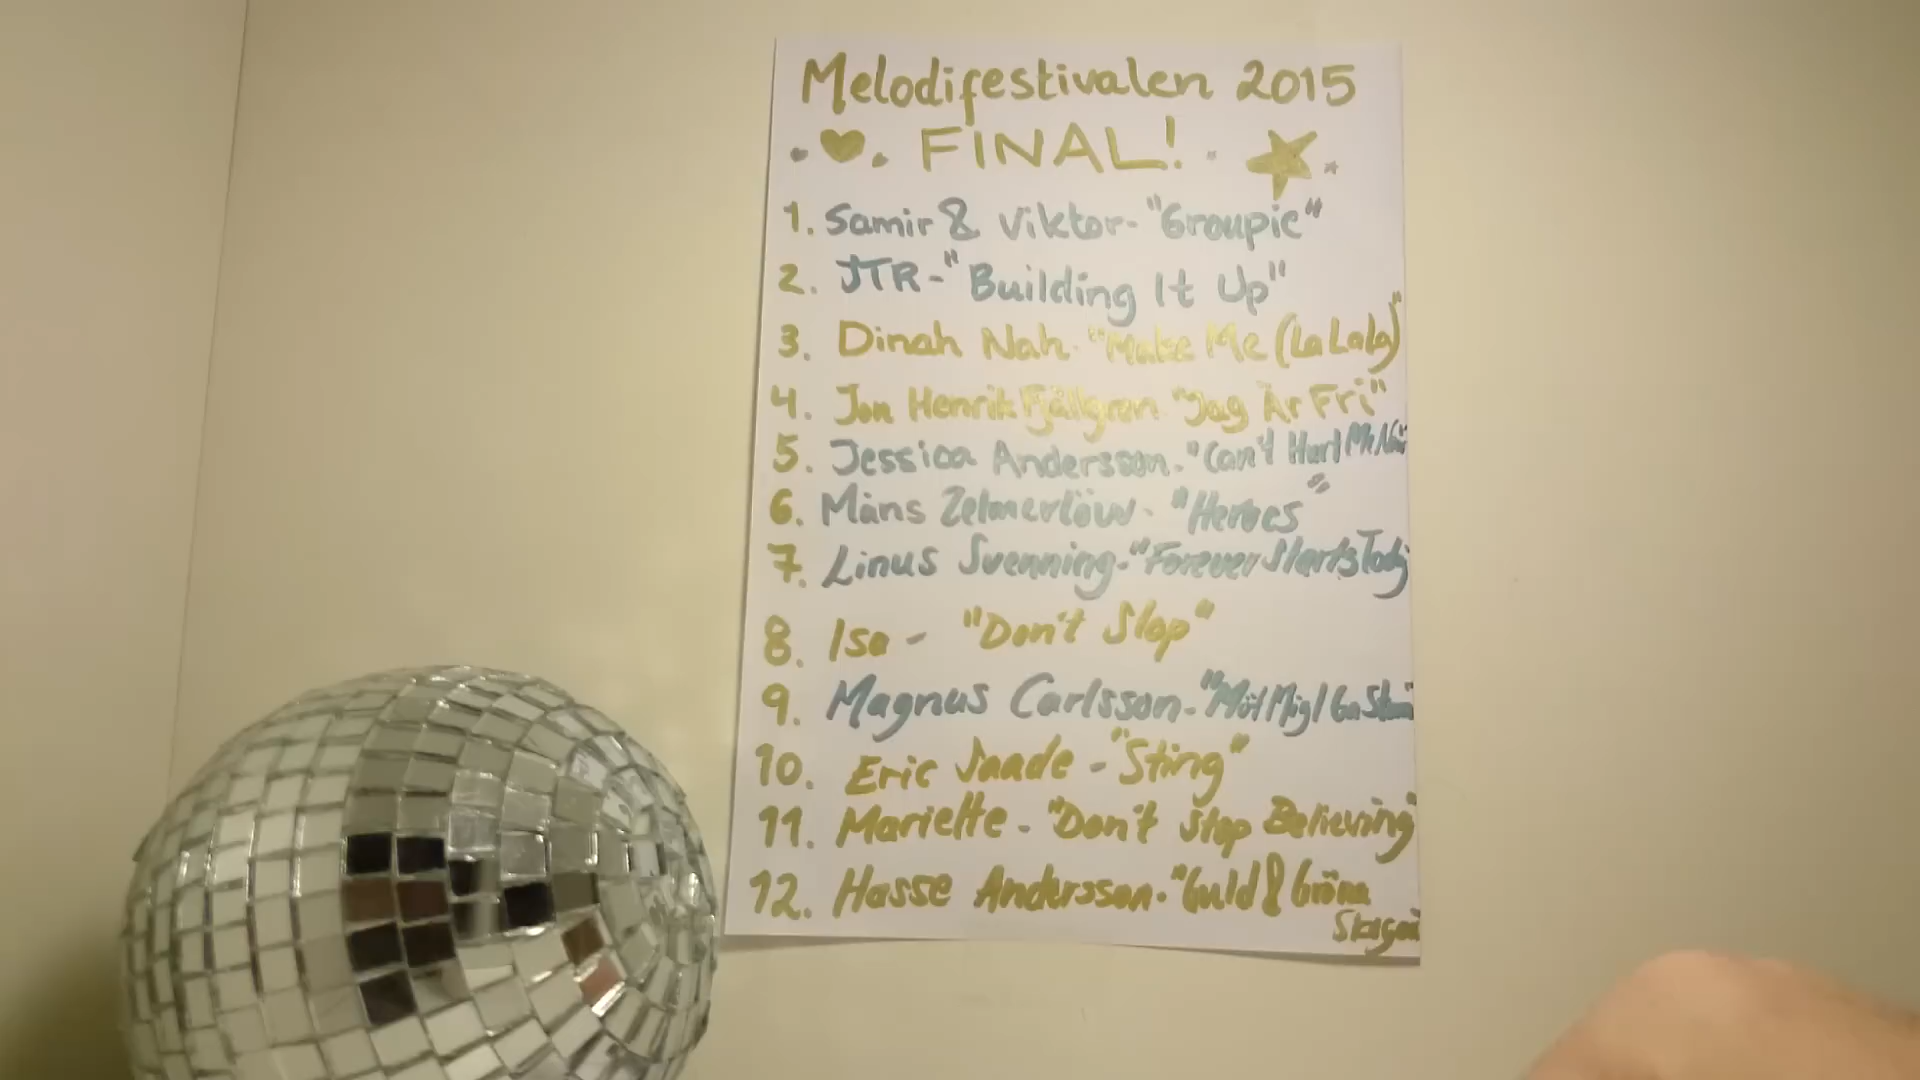 Melodifestivalen 2015
FINAL!
1. Samir & Viktor - "Groupie"
2. JTR - "Building It Up"
3. Dinah Nah - "Make Me (La La La)"
4. Jon Henrik Fjällgren "Jag Är Fri"
5. Jessica Andersson - "Can't Hurt Me Now"
6. Måns Zelmerlöw - "Heroes"
7. Linus Svenning - "Forever Starts Today
8. Isa - "Don't Stop"
9. Magnus Carlsson - "Möt Mig I Ga
10. Eric Saade - "Sting"
11. Mariette - "Don't Stop Believing"
12. Hasse Andersson - "Guld & Gröna